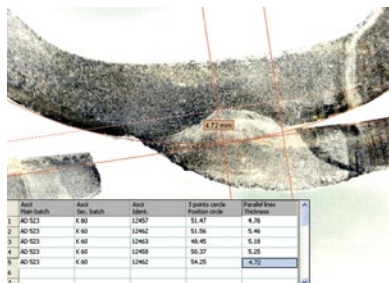 4.72 mm
Ascii Main batch Ascii Sec. batch Ascii Ident. 3 points cercle Position circle Parallel lines Thickness
1 AD 523 K 60 12457 51.47 4.76
2 AD 523 K 60 12462 51.56 5.46
3 AD 523 K 60 12463 48.45 5.18
4 AD 523 K 60 12458 50.37 5.25
5 AD 523 K 60 12462 54.25 4.72
6